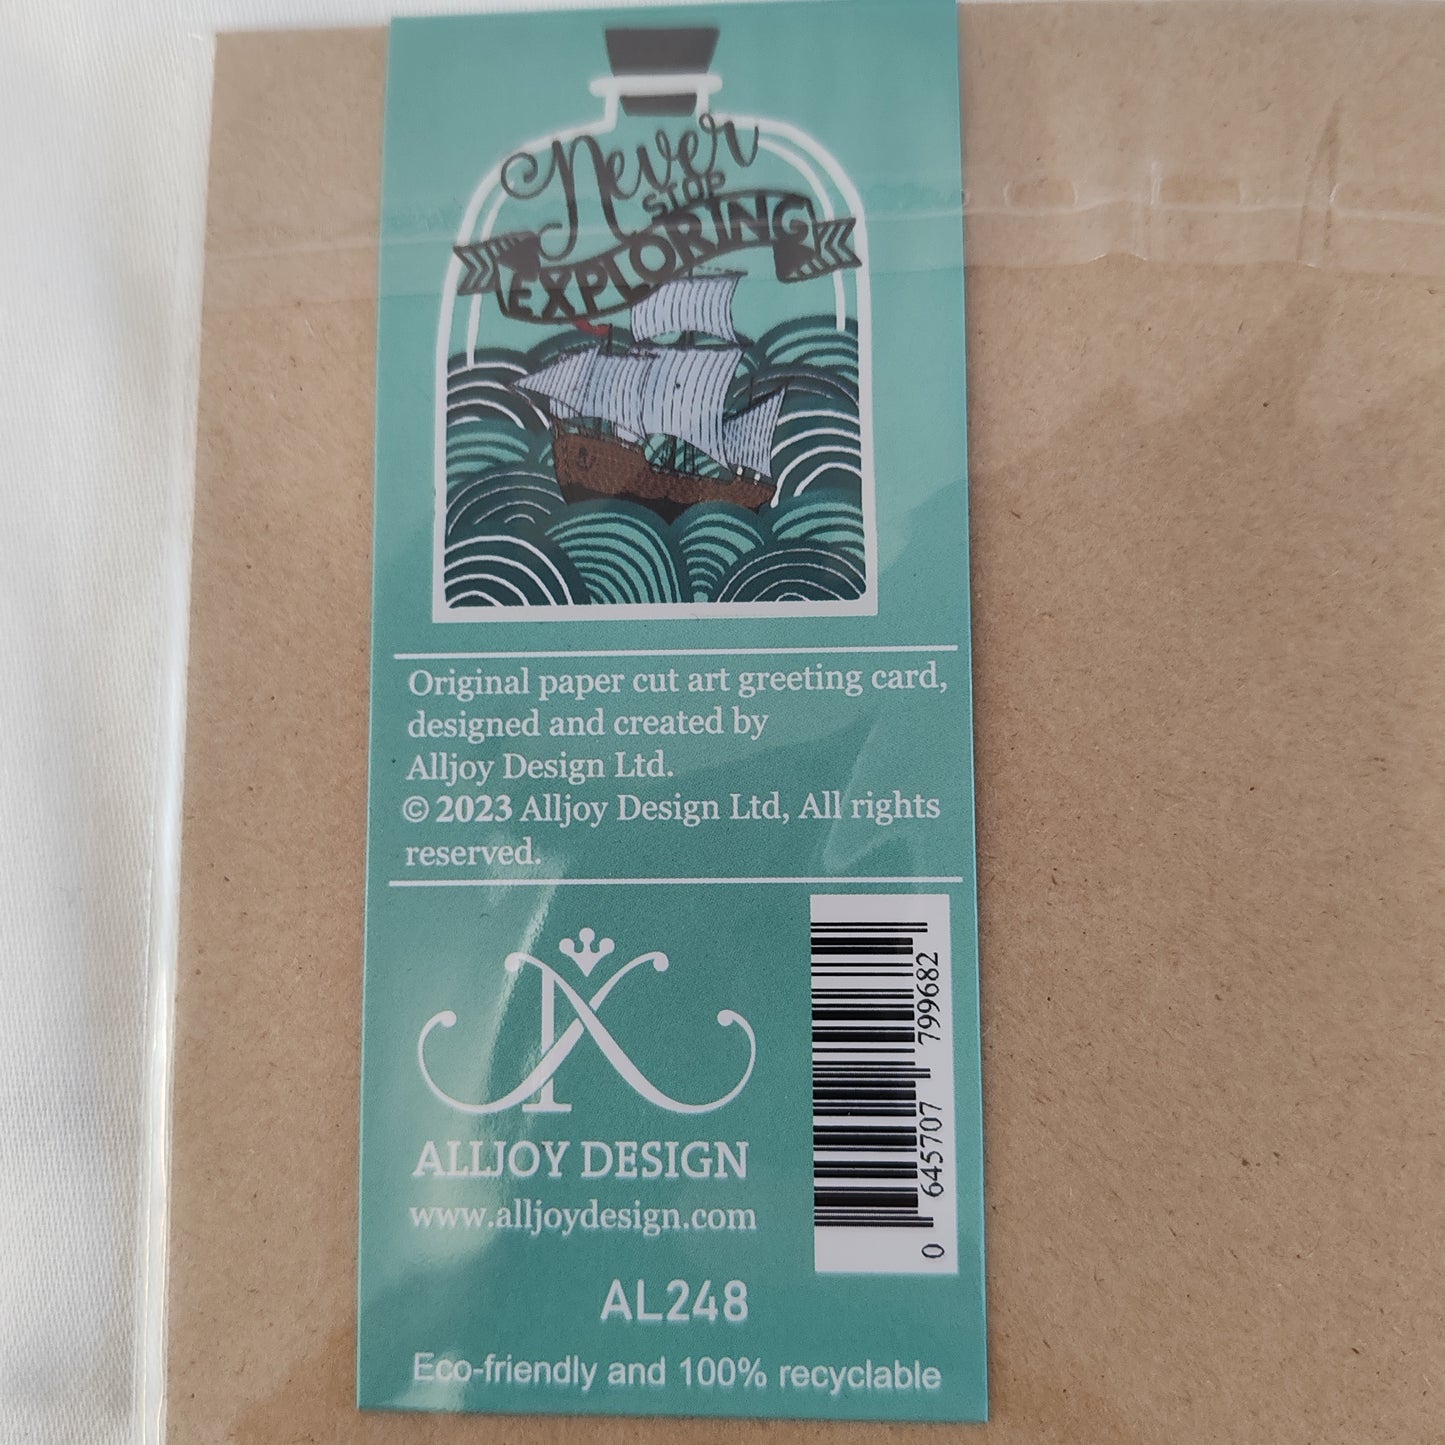 Never
STOP
EXPLORING
Original paper cut art greeting card,
designed and created by
Alljoy Design Ltd.
© 2023 Alljoy Design Ltd, All rights
reserved.
ALLJOY DESIGN
www.alljoydesign.com
0 645707 799682
AL248
Eco-friendly and 100% recyclable